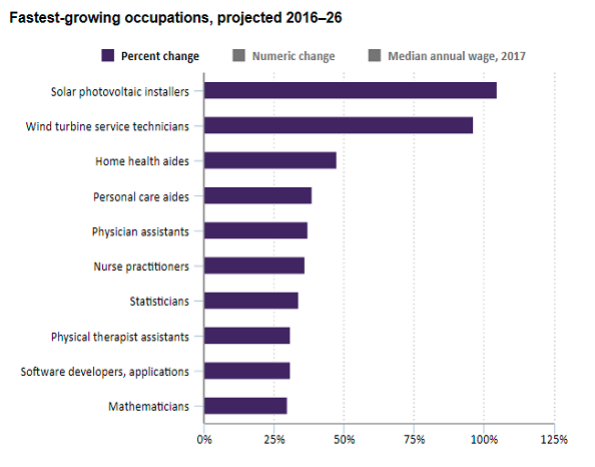 Fastest-growing occupations, projected 2016–26
Percent change Numeric change Median annual wage, 2017
Solar photovoltaic installers
Wind turbine service technicians
Home health aides
Personal care aides
Physician assistants
Nurse practitioners
Statisticians
Physical therapist assistants
Software developers, applications
Mathematicians
0% 25% 50% 75% 100% 125%